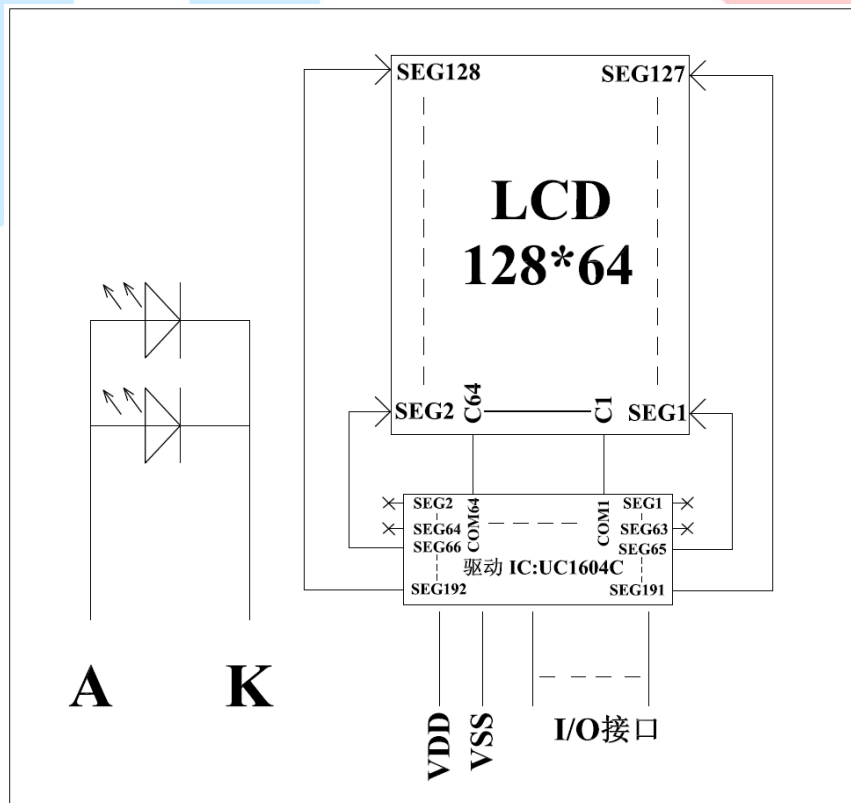 SEG128 SEG127
LCD
128*64
SEG2 C64 C1 SEG1
SEG2 COM64 COM1 SEG1
SEG64 SEG63
SEG66 SEG65
驱动 IC:UC1604C
SEG192 SEG191
A K
VDD VSS I/O接口